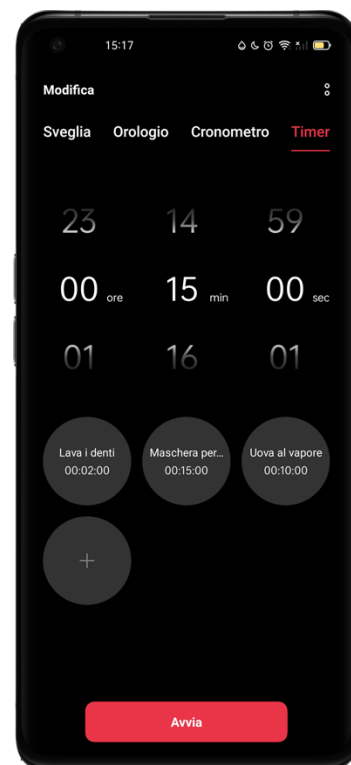 15:17
Modifica
Sveglia Orologio Cronometro Timer
23 14 59
00 ore 15 min 00 sec
01 16 01
Lava i denti Maschera per... Uova al vapore
00:02:00 00:15:00 00:10:00
+
Avvia